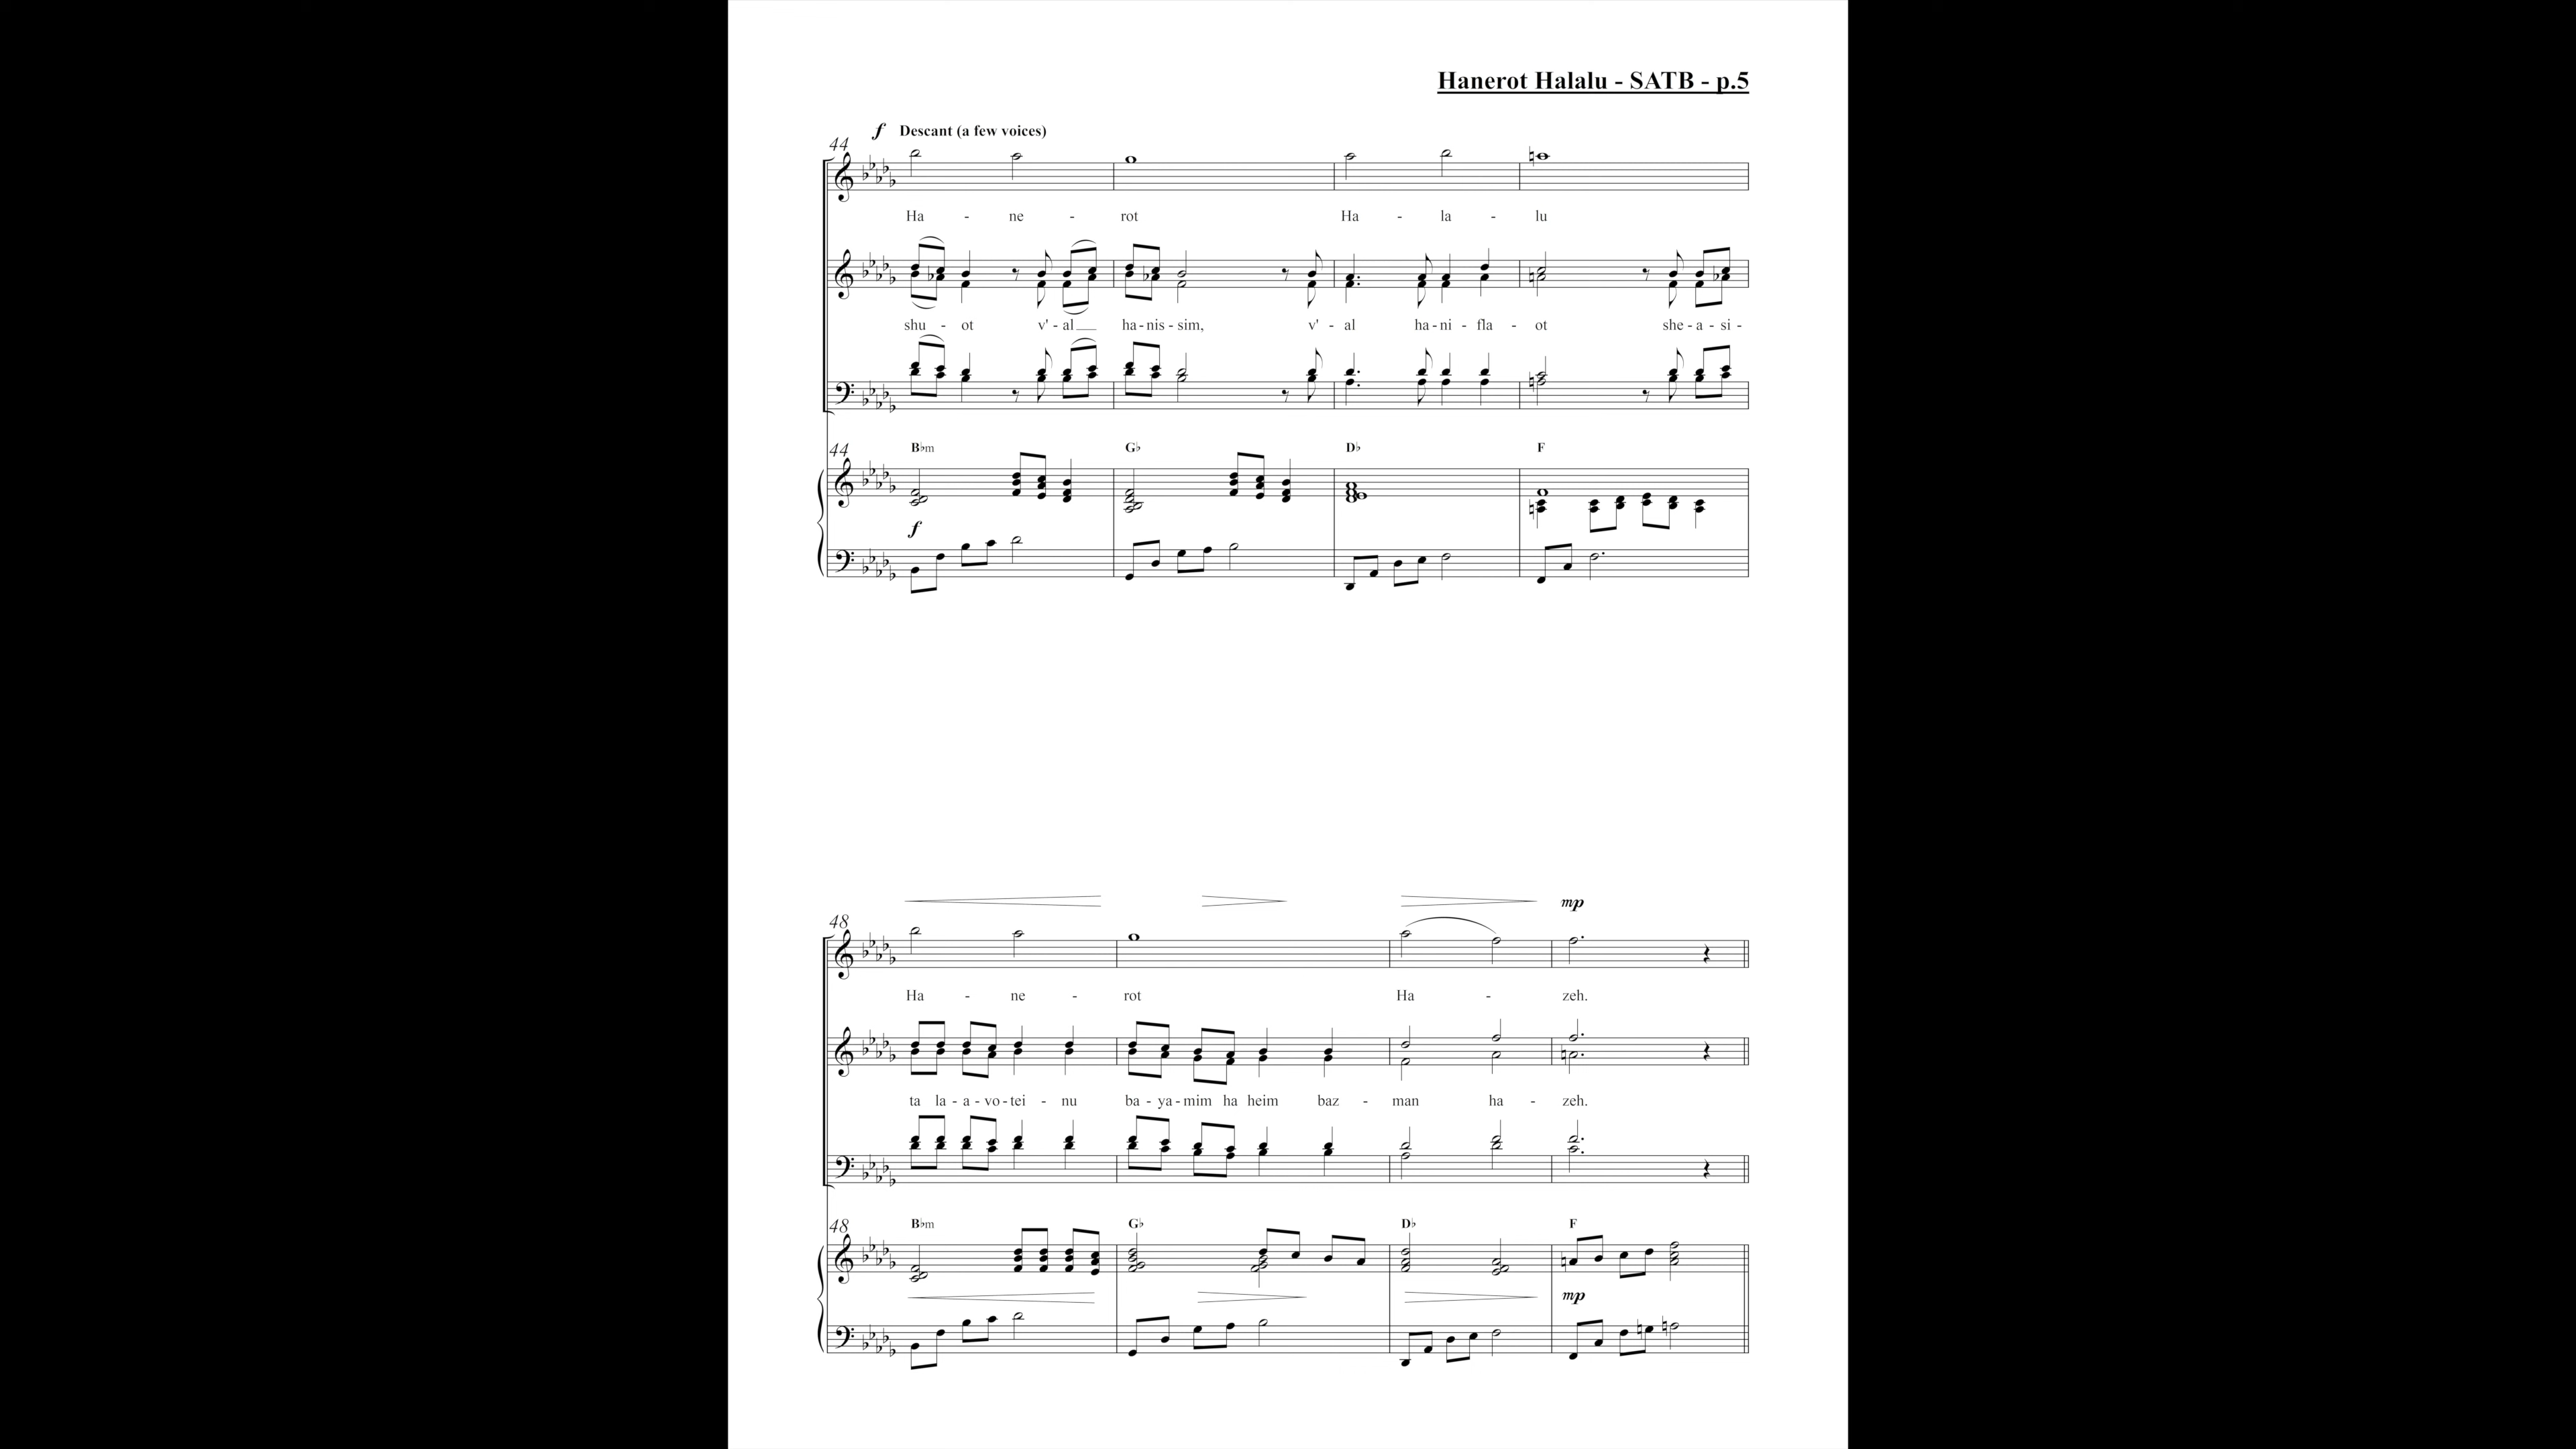 Hanerot Halalu - SATB - p.5
f Descant (a few voices)
44
Ha - ne - rot Ha - la - lu
shu - ot v' - al__ ha - nis - sim, v' - al ha - ni - fla - ot she - a - si -
44 B♭m G♭ D♭ F
f
mp
48
Ha - ne - rot Ha - zeh.
ta la - a - vo - tei - nu ba - ya - mim ha heim baz - man ha - zeh.
48 B♭m G♭ D♭ F
mp